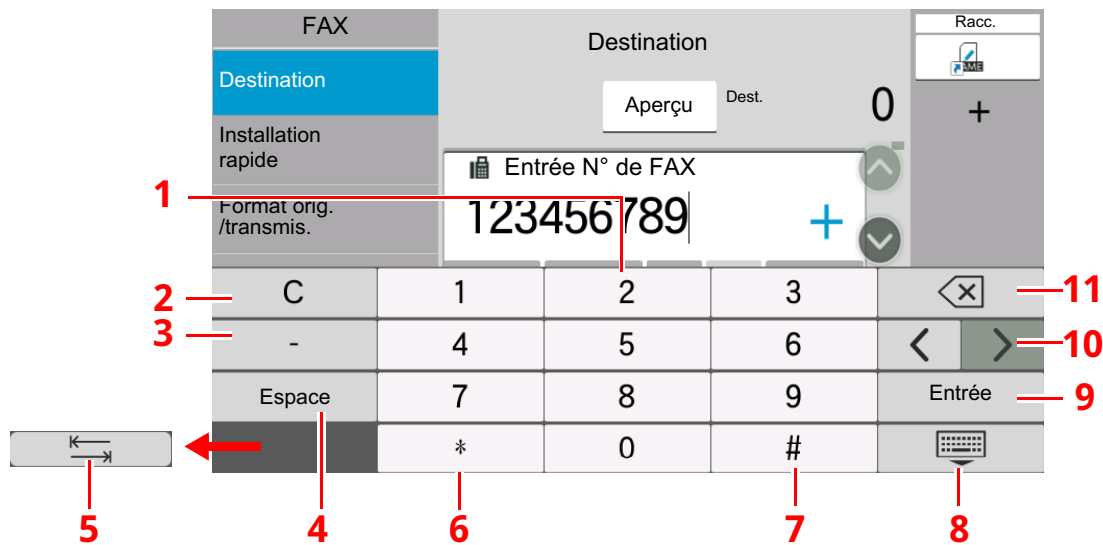 FAX
Destination
Installation
rapide
Format orig.
/transmis.
Destination
Aperçu
Dest.
0
Racc.
+
Entrée N° de FAX
123456789
+
1
2
3
C
1
2
3
11
-
4
5
6
10
Espace
7
8
9
Entrée
9
*
0
#
5
4
6
7
8